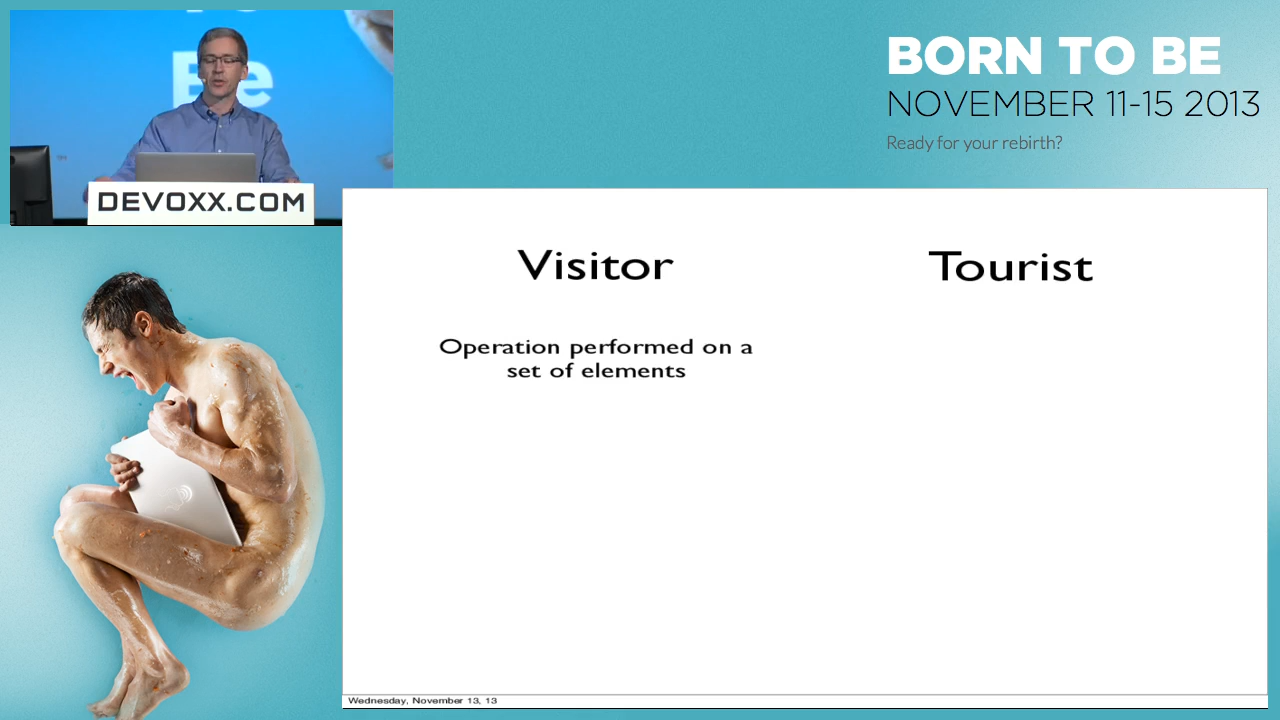 Be
DEVOXX.COM
BORN TO BE
NOVEMBER 11-15 2013
Ready for your rebirth?
Visitor
Tourist
Operation performed on a
set of elements
Wednesday, November 13, 13